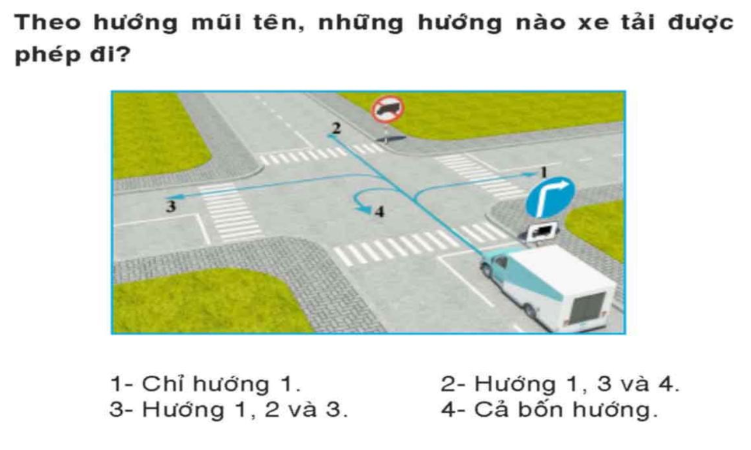 Theo hướng mũi tên, những hướng nào xe tải được
phép đi?
2
1
3
4
1- Chỉ hướng 1.
2- Hướng 1, 3 và 4.
3- Hướng 1, 2 và 3.
4- Cả bốn hướng.